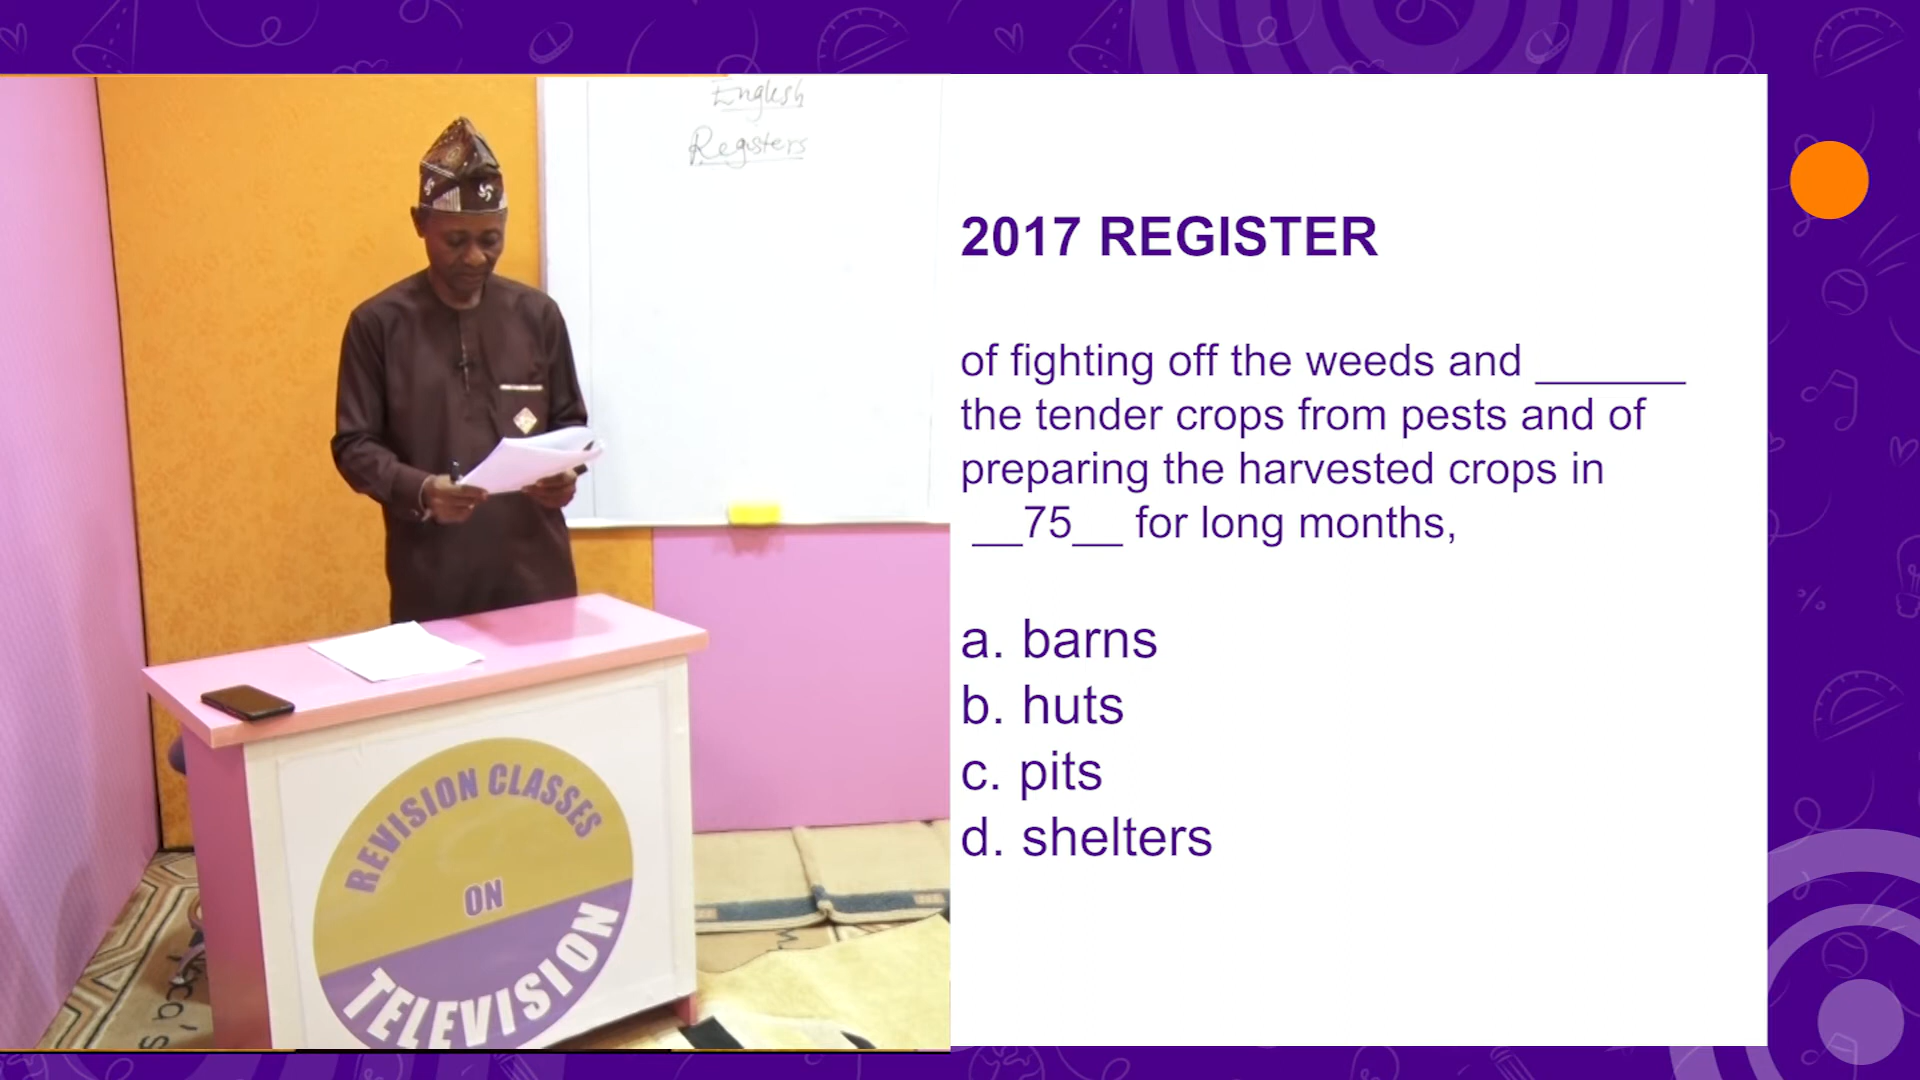 English
Registers
REVISION CLASSES
ON
TELEVISION
2017 REGISTER
of fighting off the weeds and ______
the tender crops from pests and of
preparing the harvested crops in
__75__ for long months,
a. barns
b. huts
c. pits
d. shelters